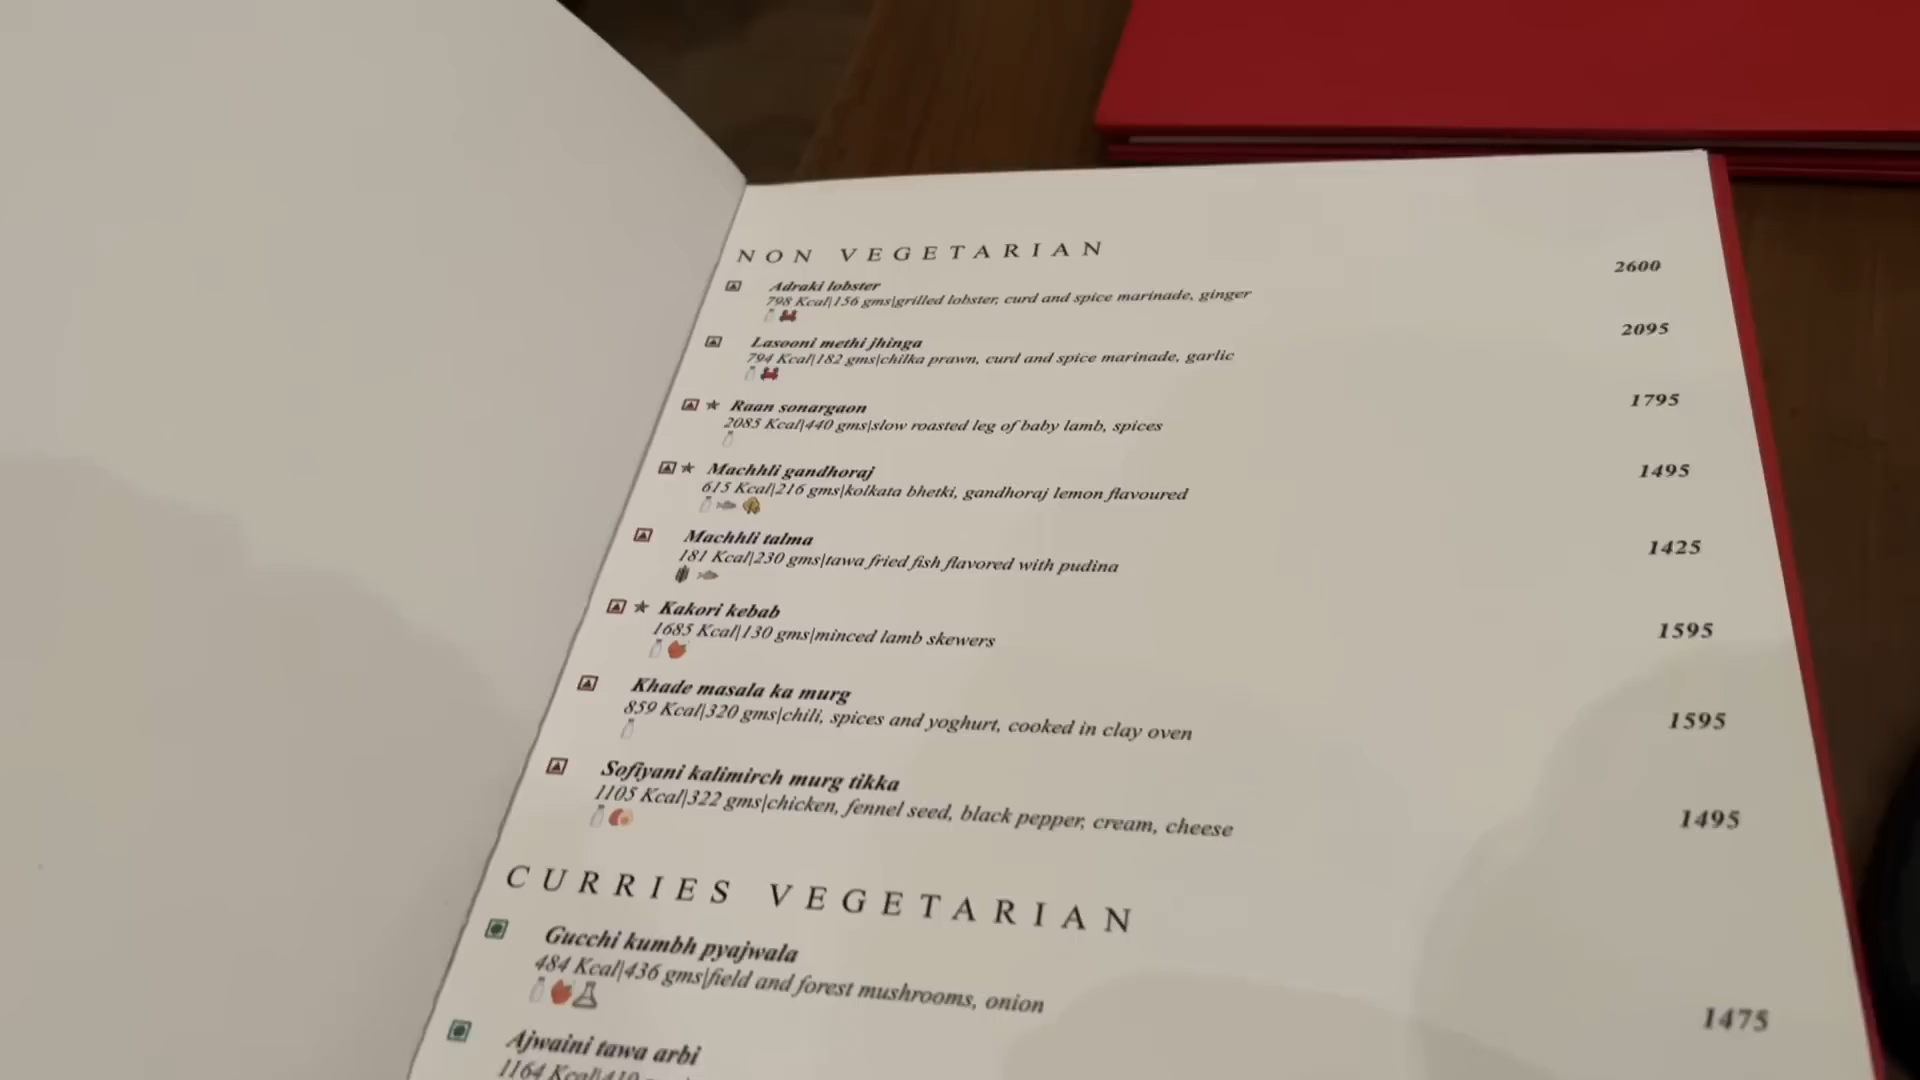 NON VEGETARIAN
Adraki lobster 2600
798 Kcal|156 gms|grilled lobster, curd and spice marinade, ginger
Lasooni methi jhinga 2095
794 Kcal|182 gms|chilka prawn, curd and spice marinade, garlic
Raan sonargaon 1795
2085 Kcal|440 gms|slow roasted leg of baby lamb, spices
Machhli gandhoraj 1495
615 Kcal|216 gms|kolkata bhetki, gandhoraj lemon flavoured
Machhli talma 1425
181 Kcal|230 gms|tawa fried fish flavored with pudina
Kakori kebab 1595
1685 Kcal|130 gms|minced lamb skewers
Khade masala ka murg 1595
859 Kcal|320 gms|chili, spices and yoghurt, cooked in clay oven
Sofiyani kalimirch murg tikka 1495
1105 Kcal|322 gms|chicken, fennel seed, black pepper, cream, cheese
CURRIES VEGETARIAN
Gucchi kumbh pyajwala 1475
484 Kcal|436 gms|field and forest mushrooms, onion
Ajwaini tawa arbi
1164 Kcal